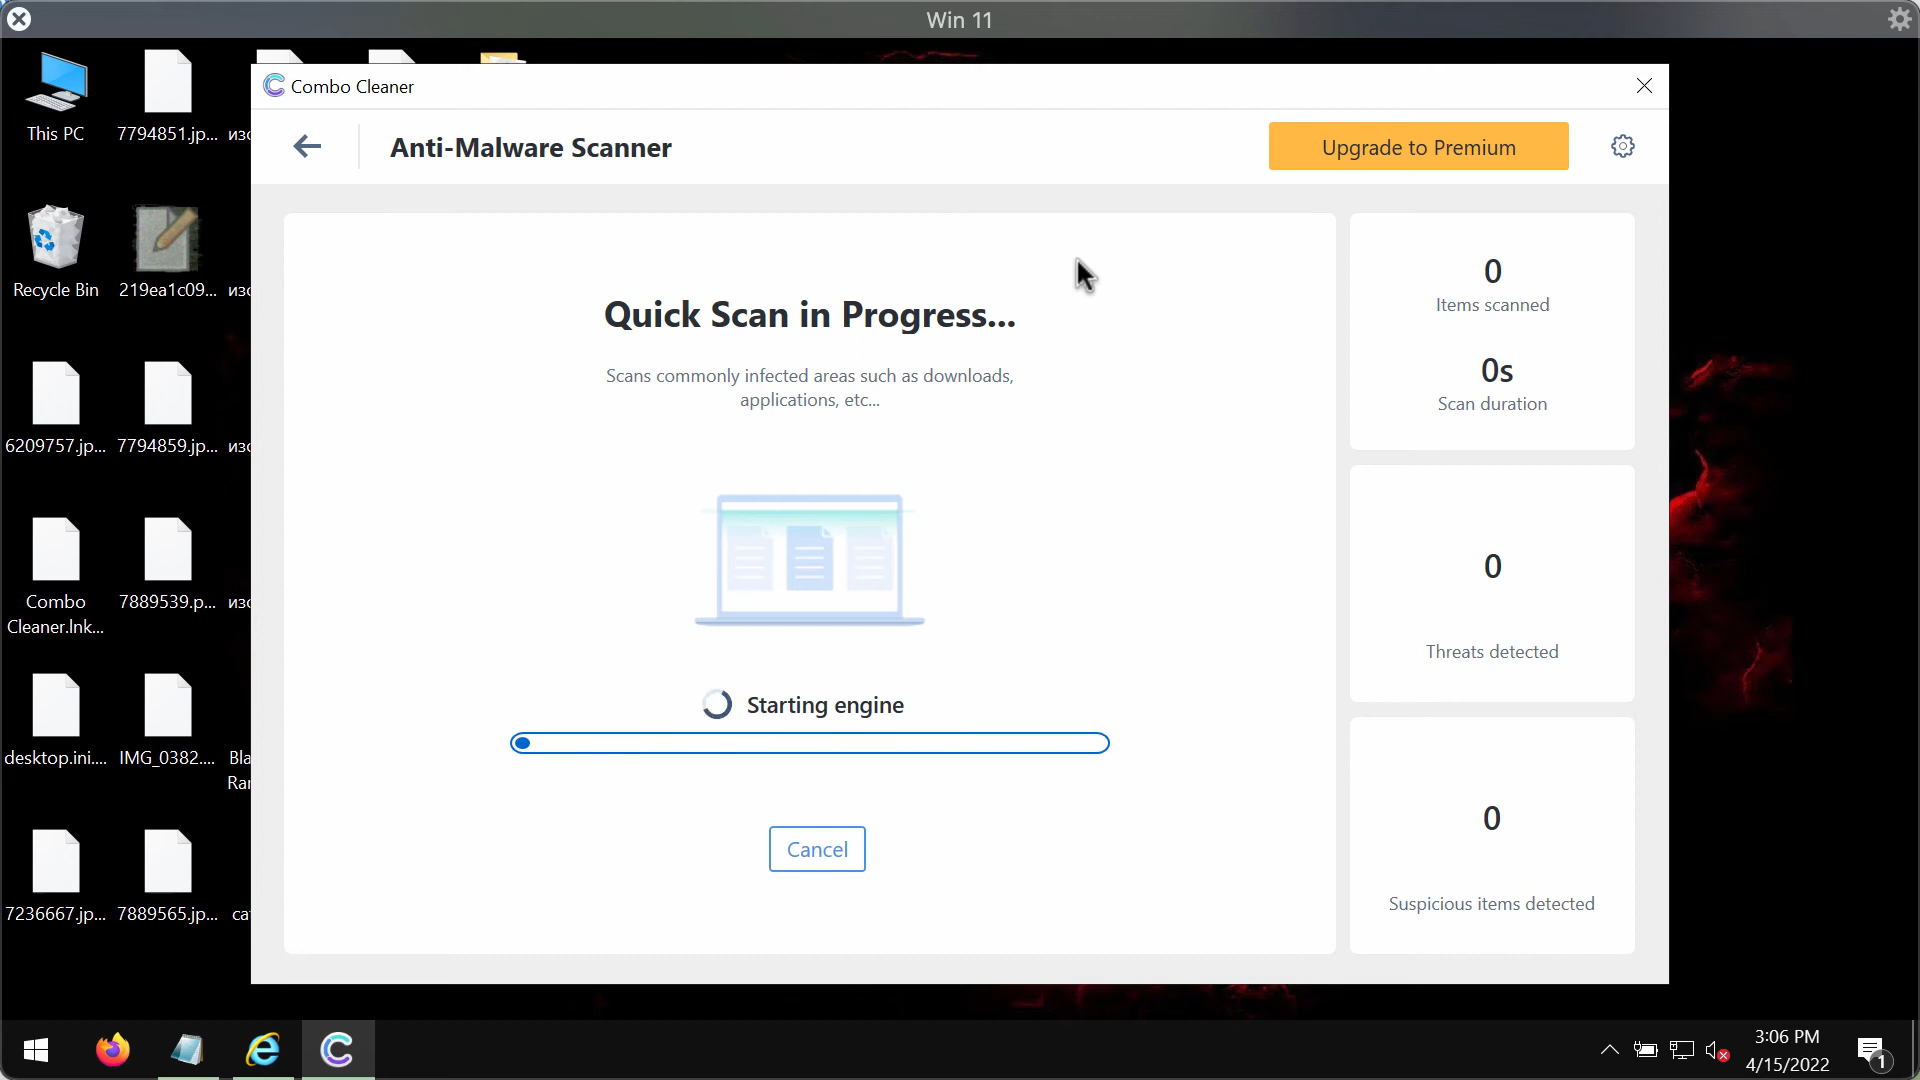 Win 11
This PC
7794851.jp...
изо
Recycle Bin
219ea1c09...
изо
6209757.jp...
7794859.jp...
изо
Combo
Cleaner.lnk...
7889539.p...
изо
desktop.ini....
IMG_0382....
Bla
Ran
7236667.jp...
7889565.jp...
ca
Combo Cleaner
Anti-Malware Scanner
Upgrade to Premium
Quick Scan in Progress...
Scans commonly infected areas such as downloads,
applications, etc...
Starting engine
Cancel
0
Items scanned
0s
Scan duration
0
Threats detected
0
Suspicious items detected
3:06 PM
4/15/2022
1